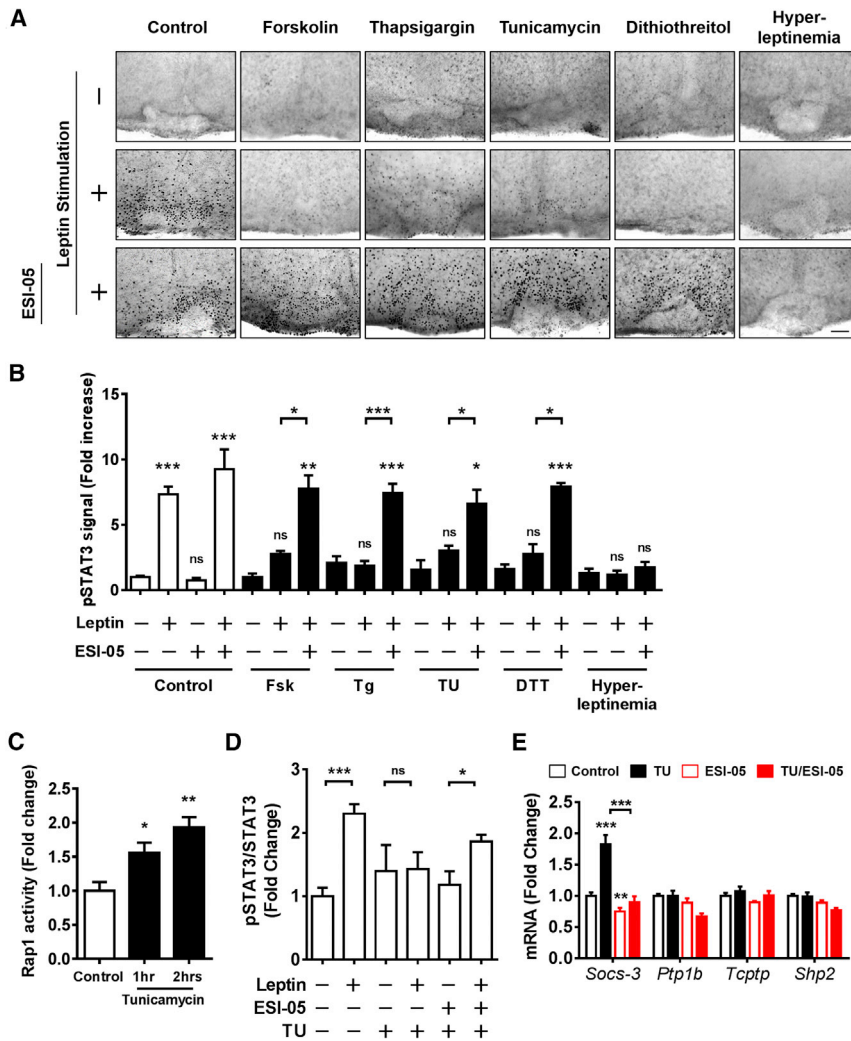 A
Control Forskolin Thapsigargin Tunicamycin Dithiothreitol Hyper-
leptinemia
Leptin Stimulation
−
+
+
ESI-05
B
pSTAT3 signal (Fold increase)
15
10
5
0
*** ns *** ns ** * ns *** *** ns * * ns *** * ns ns
Leptin − + − + − + + − + + − + + − + + − + +
ESI-05 − − + + − − + − − + − − + − − + − − +
Control Fsk Tg TU DTT Hyper-
leptinemia
C
Rap1 activity (Fold change)
2.5
2.0
1.5
1.0
0.5
0.0
* **
Control 1hr 2hrs
Tunicamycin
D
pSTAT3/STAT3
(Fold Change)
3
2
1
0
*** ns *
Leptin − + − + − +
ESI-05 − − − − + +
TU − − + + + +
E
Control TU ESI-05 TU/ESI-05
mRNA (Fold Change)
2.5
2.0
1.5
1.0
0.5
0.0
*** *** **
Socs-3 Ptp1b Tcptp Shp2